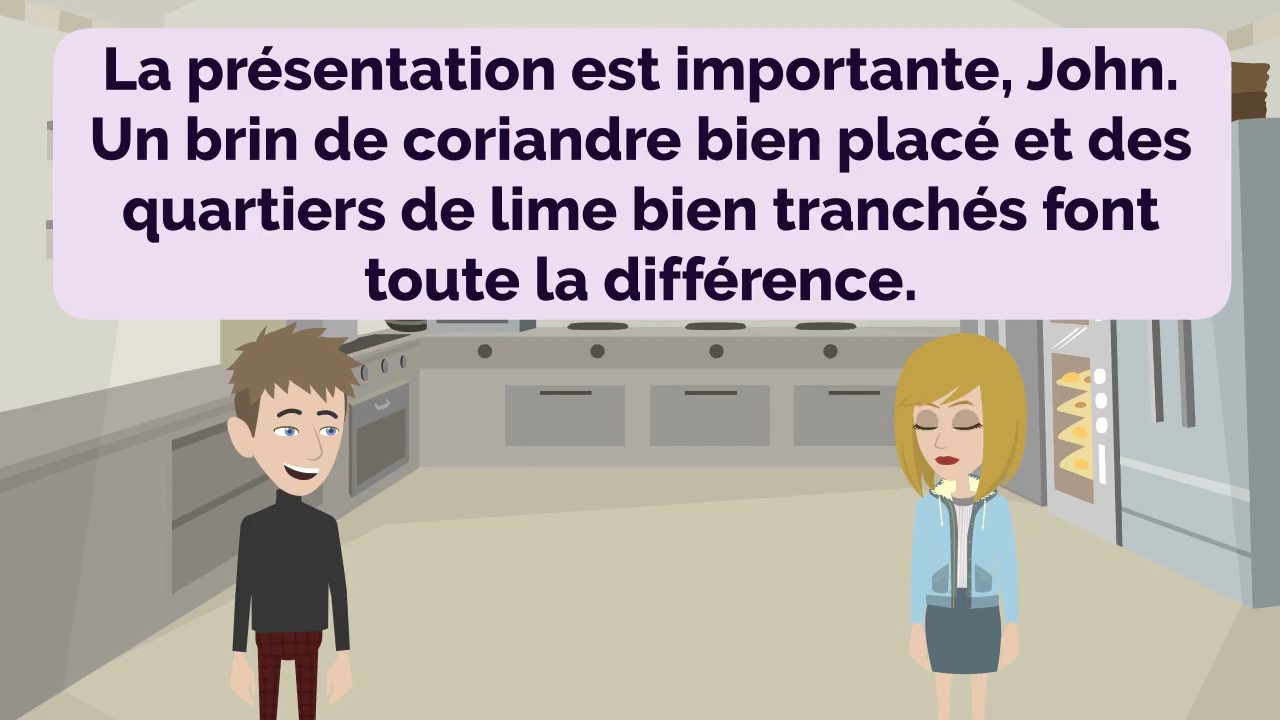 La présentation est importante, John.
Un brin de coriandre bien placé et des
quartiers de lime bien tranchés font
toute la différence.